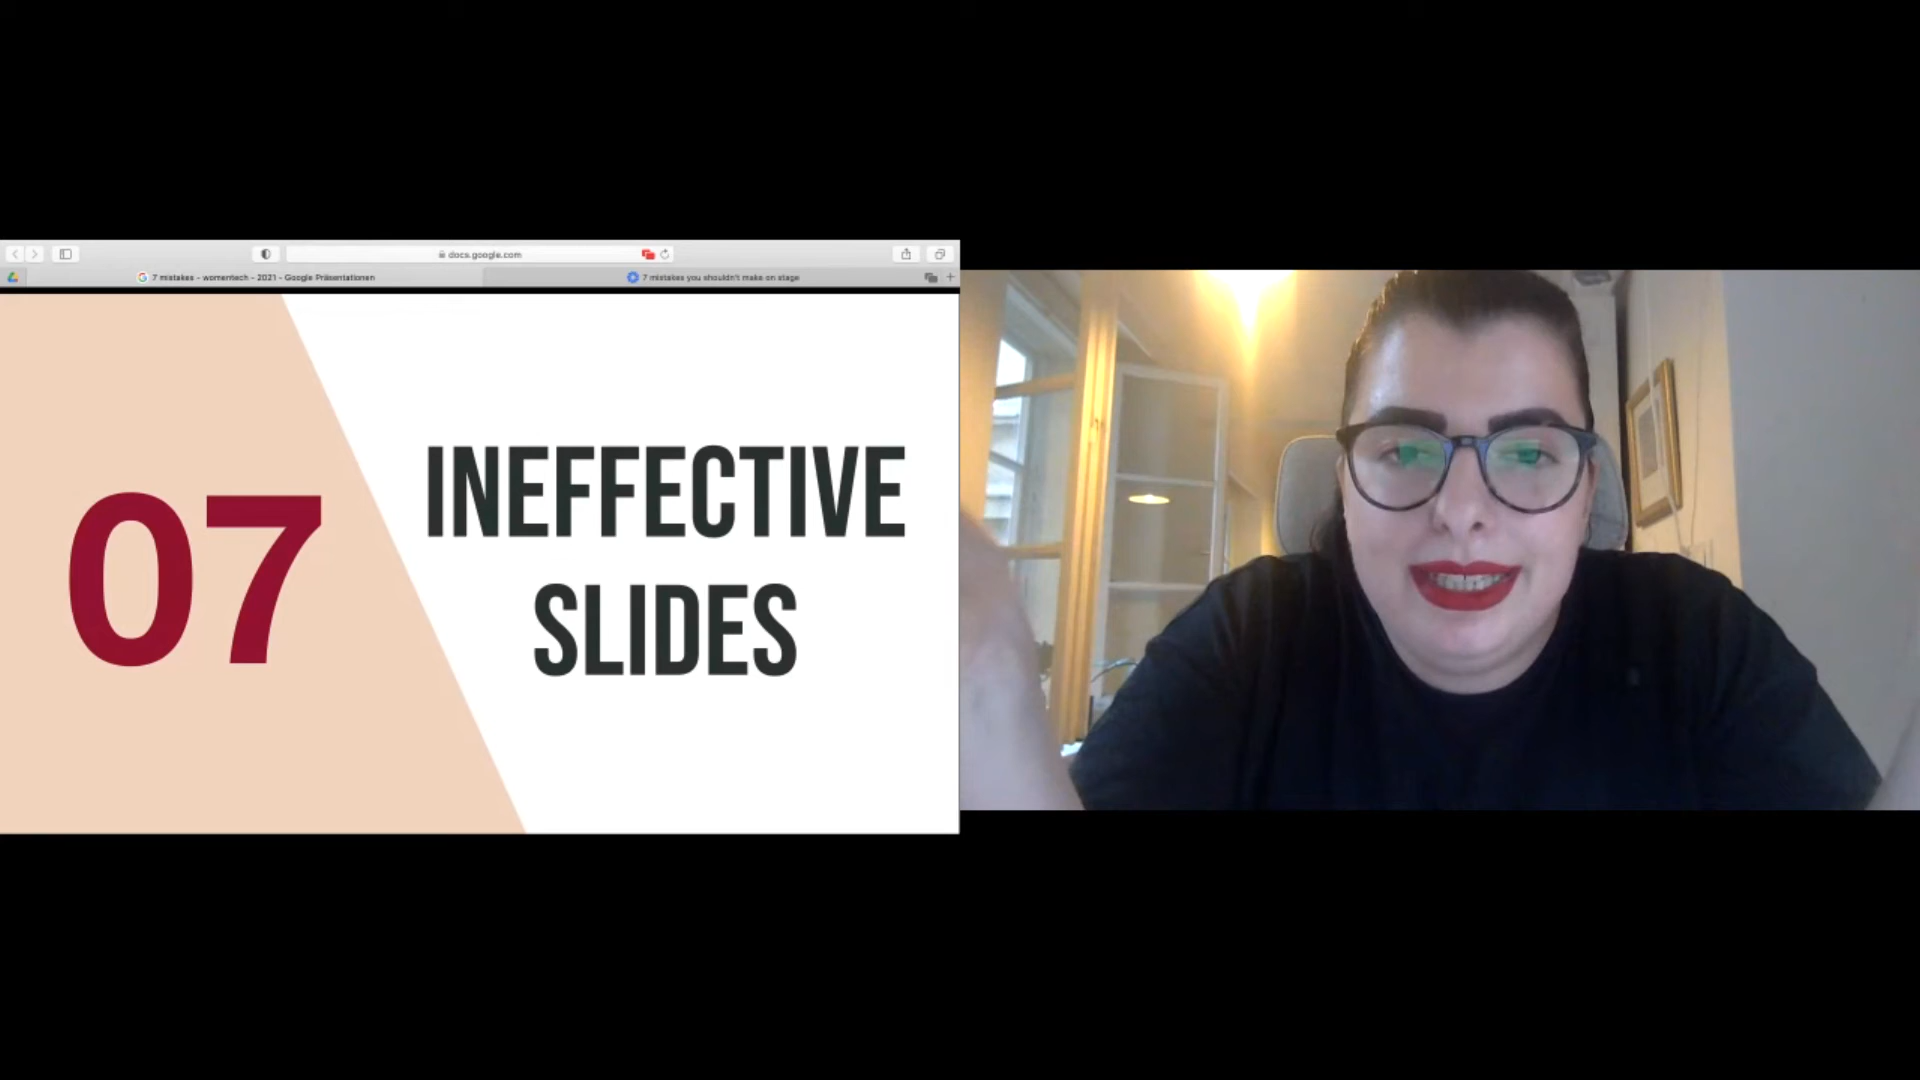 docs.google.com
7 mistakes - womentech - 2021 - Google Präsentationen
7 mistakes you shouldn't make on stage
07
INEFFECTIVE
SLIDES